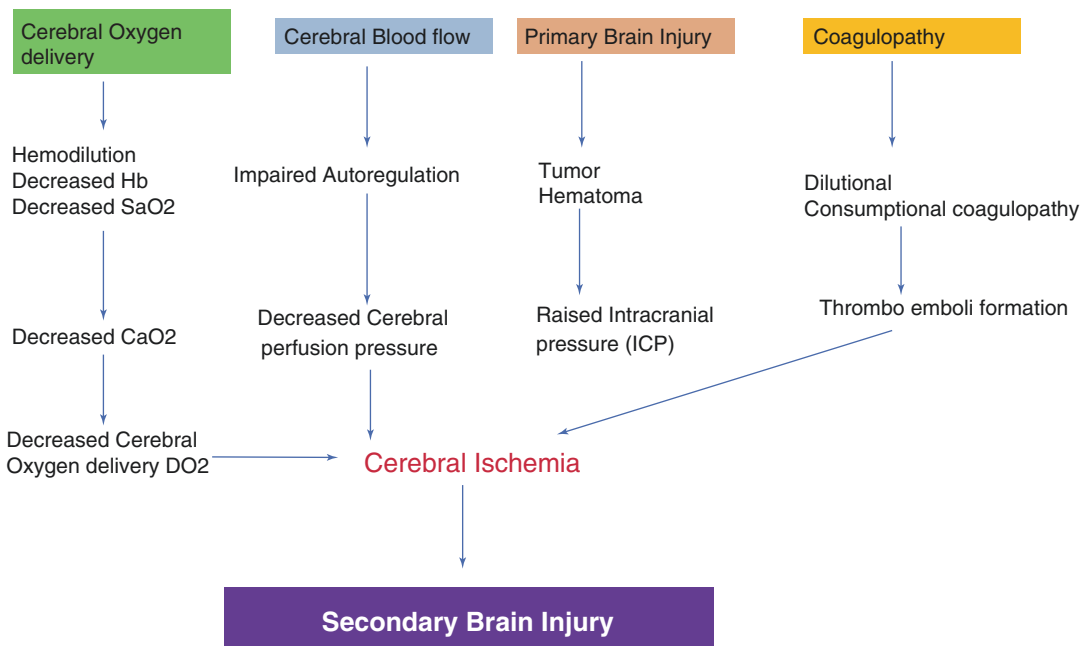 Cerebral Oxygen
delivery
Hemodilution
Decreased Hb
Decreased SaO2
Decreased CaO2
Decreased Cerebral
Oxygen delivery DO2
Cerebral Blood flow
Impaired Autoregulation
Decreased Cerebral
perfusion pressure
Primary Brain Injury
Tumor
Hematoma
Raised Intracranial
pressure (ICP)
Coagulopathy
Dilutional
Consumptional coagulopathy
Thrombo emboli formation
Cerebral Ischemia
Secondary Brain Injury